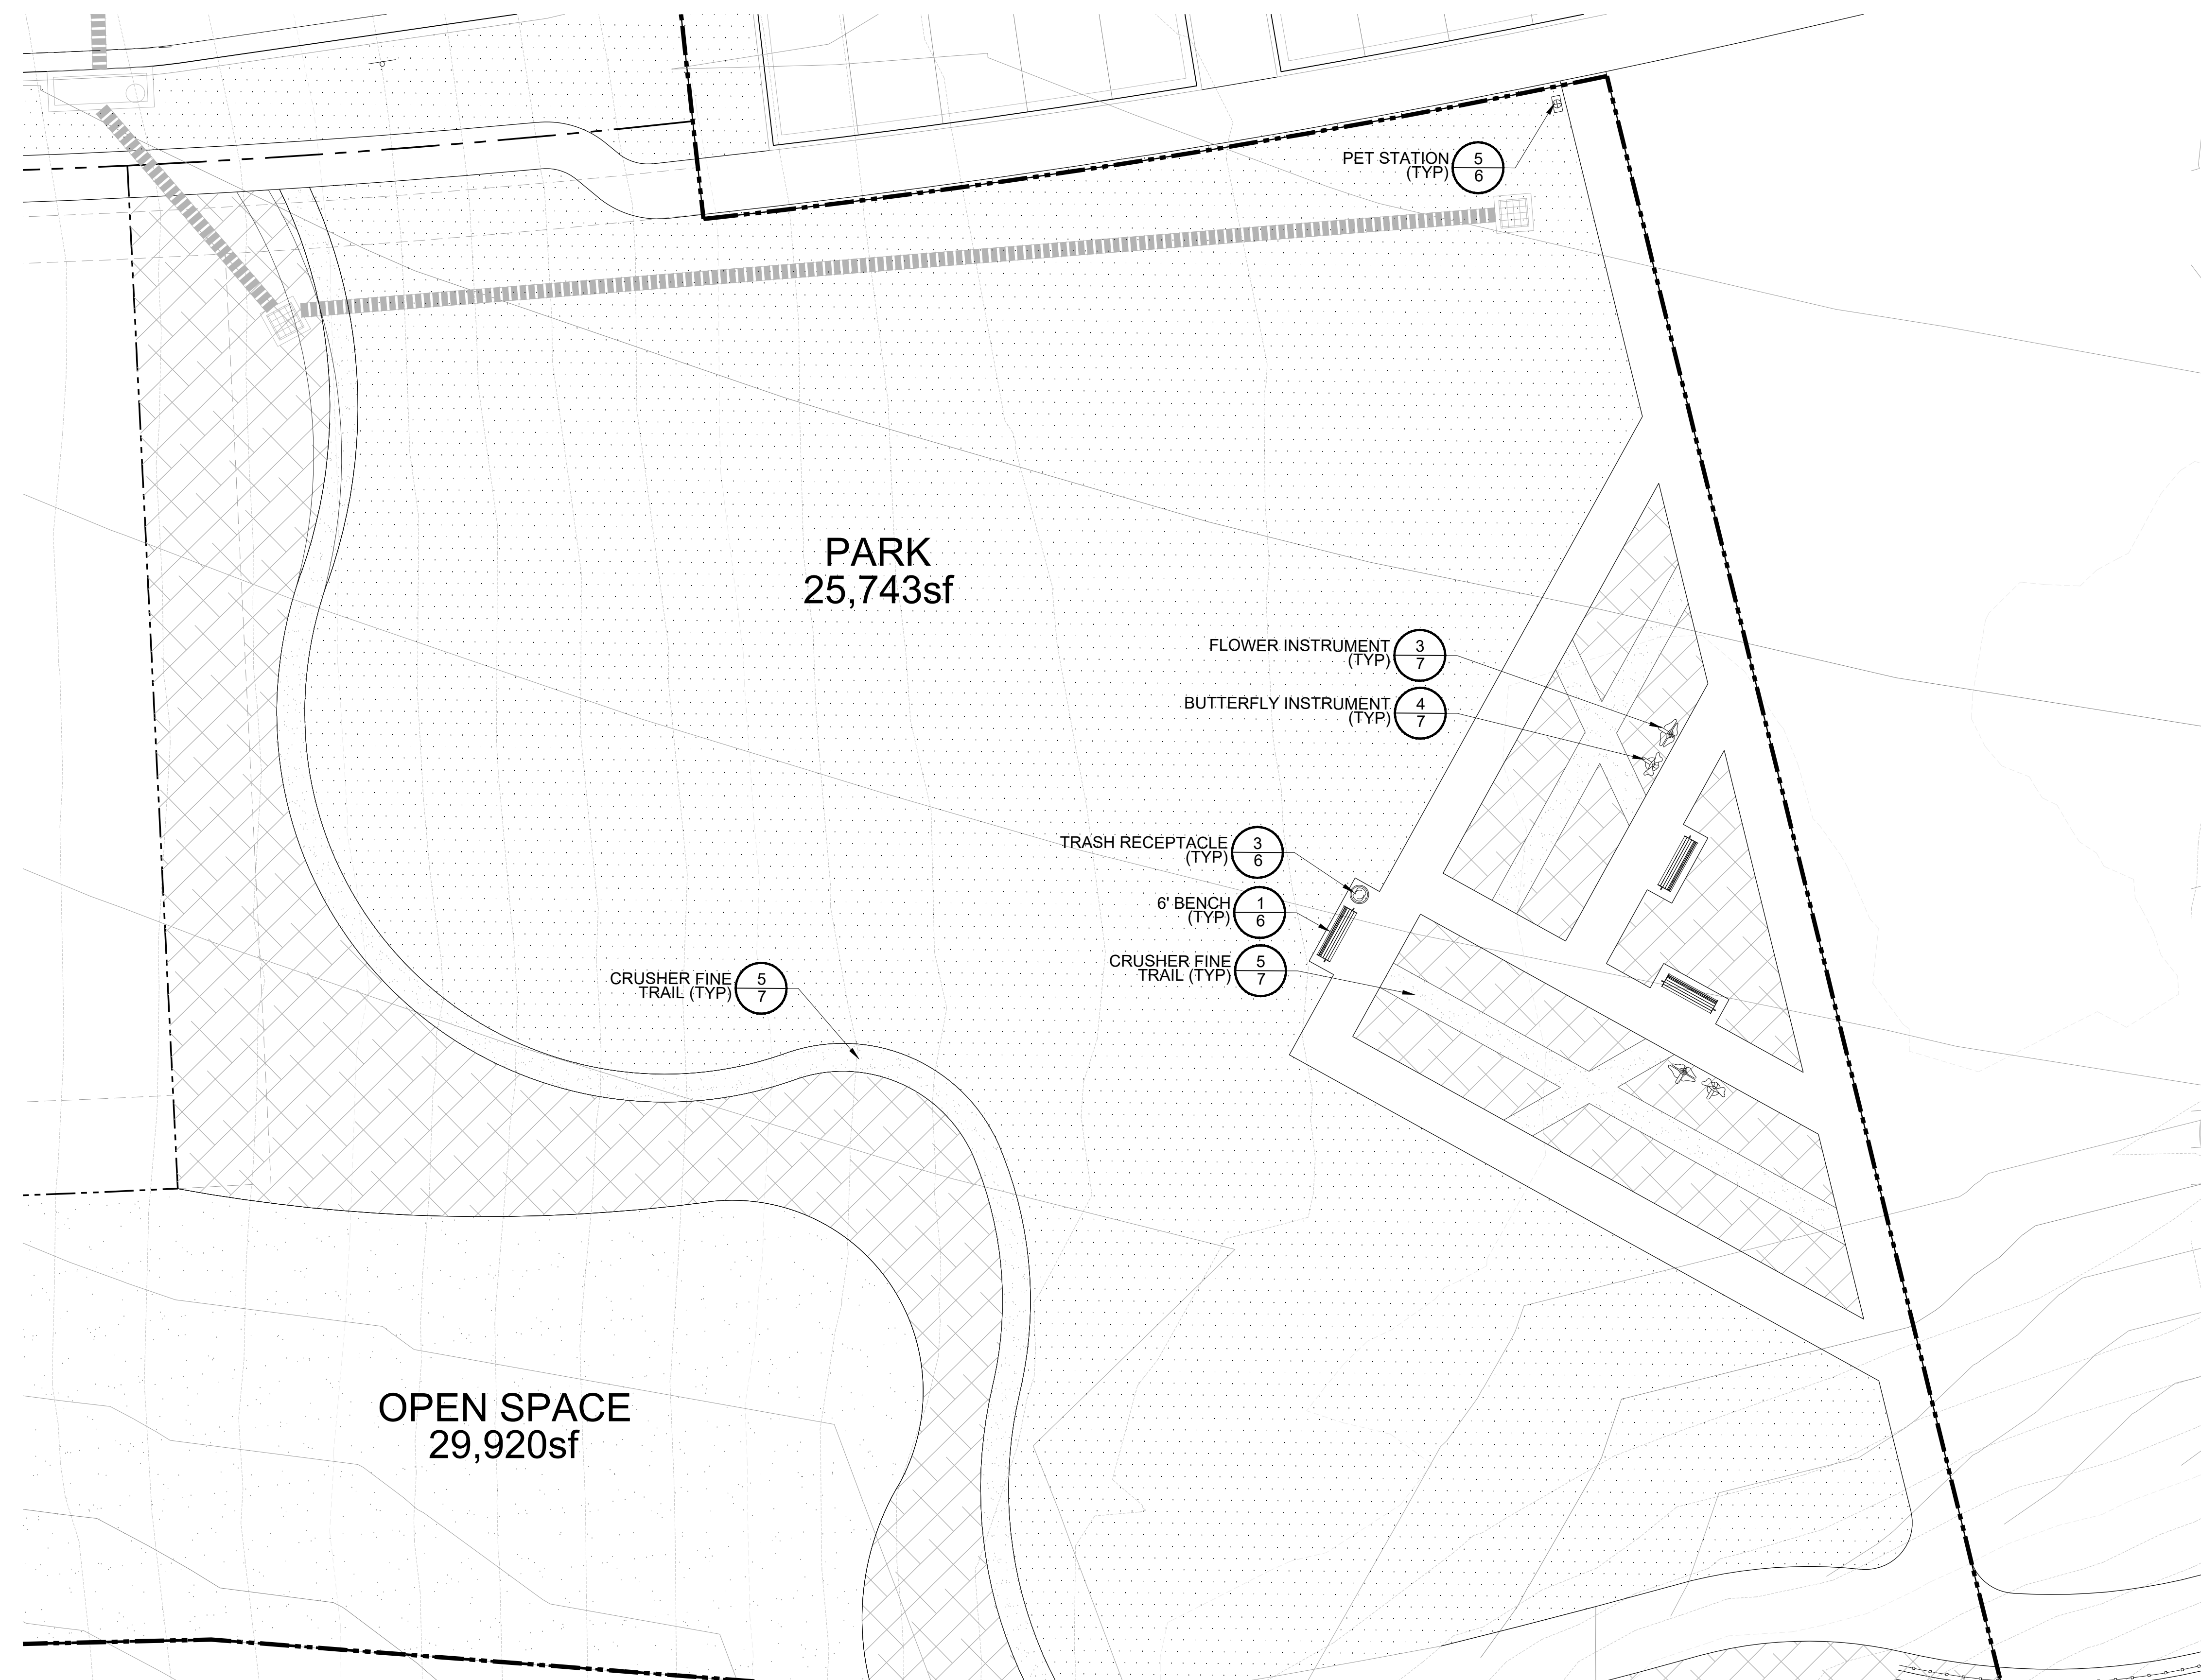 PET STATION
(TYP)
5
6
PARK
25,743sf
FLOWER INSTRUMENT
(TYP)
3
7
BUTTERFLY INSTRUMENT
(TYP)
4
7
TRASH RECEPTACLE
(TYP)
3
6
6' BENCH
(TYP)
1
6
CRUSHER FINE
TRAIL (TYP)
5
7
CRUSHER FINE
TRAIL (TYP)
5
7
OPEN SPACE
29,920sf